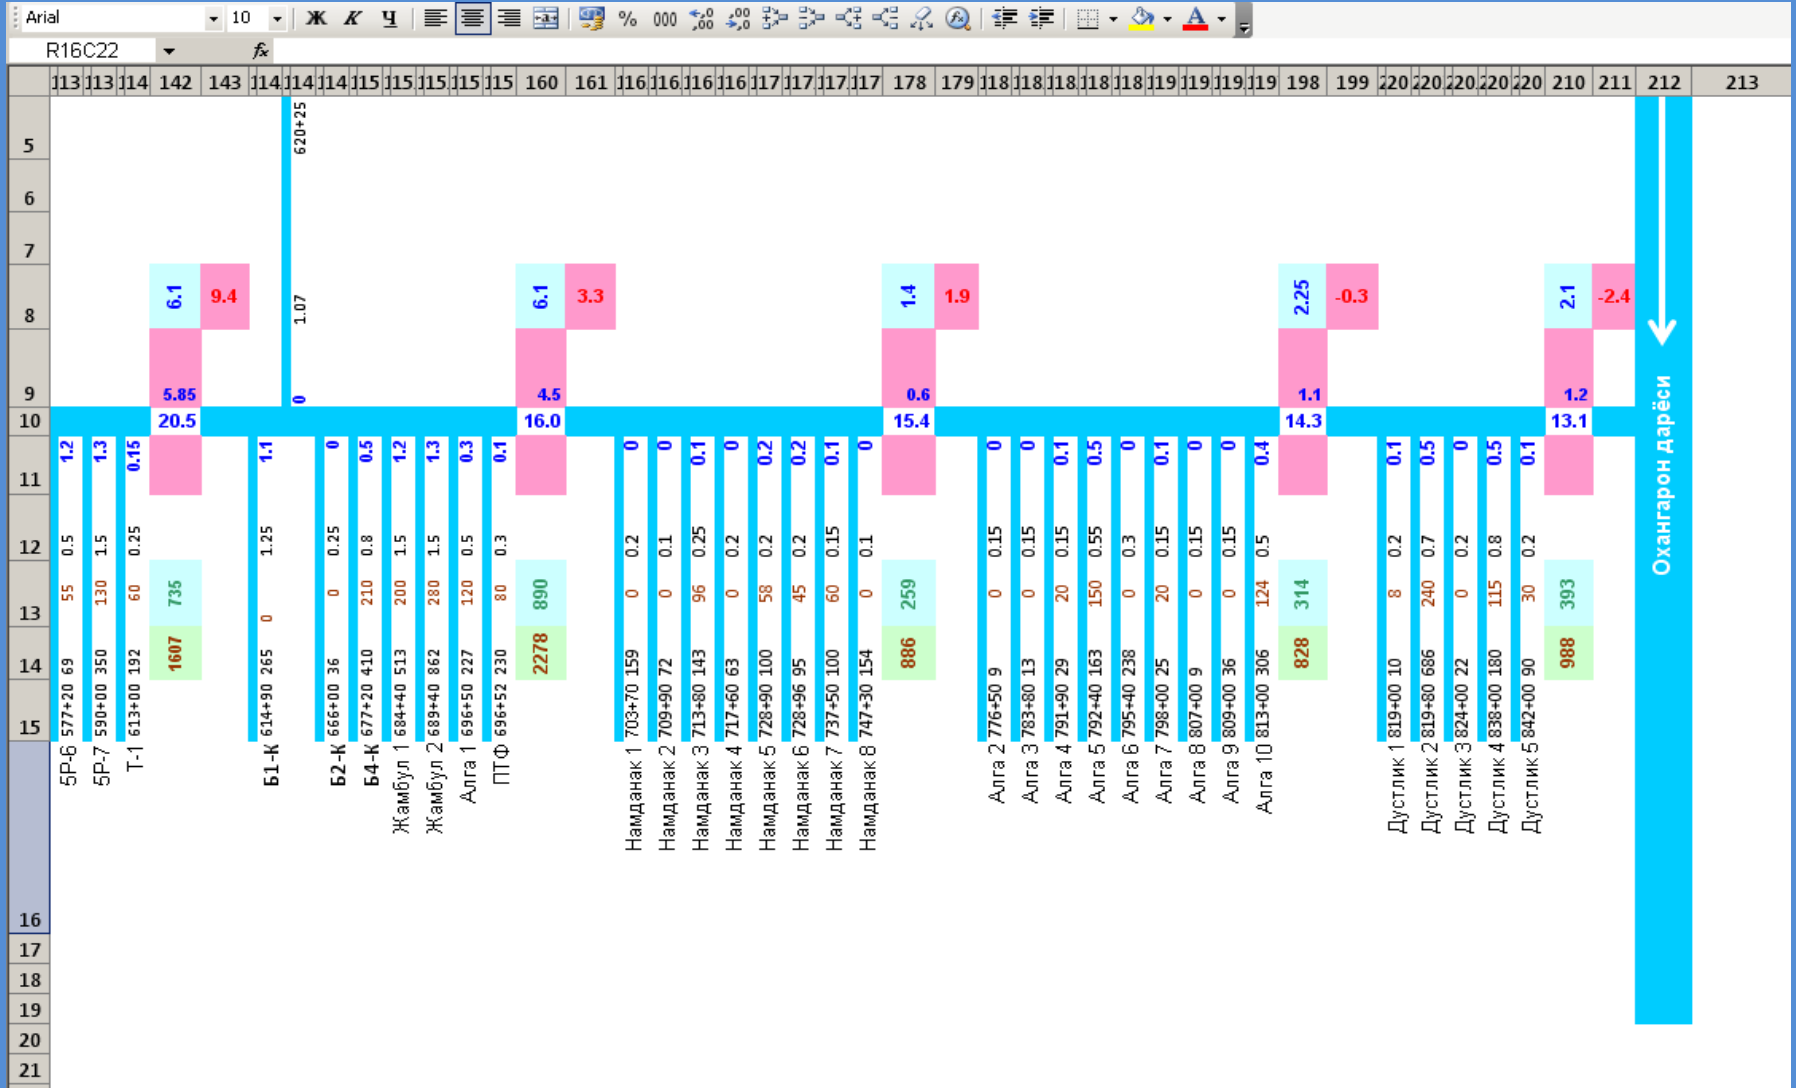 Arial 10 Ж К Ч % 000
R16C22 fx
113 113 114 142 143 114 114 114 115 115 115 115 115 160 161 116 116 116 116 117 117 117 117 178 179 118 118 118 118 118 119 119 119 119 198 199 220 220 220 220 220 210 211 212 213
5
6
7
8
9
10
11
12
13
14
15
16
17
18
19
20
21
620+25
1.07
0
6.1 9.4 6.1 3.3 1.4 1.9 2.25 -0.3 2.1 -2.4
5.85 4.5 0.6 1.1 1.2
20.5 16.0 15.4 14.3 13.1
1.2 1.3 0.15 1.1 0 0.5 1.2 1.3 0.3 0.1 0 0 0.1 0 0.2 0.2 0.1 0 0 0 0.1 0.5 0 0.1 0 0 0.4 0.1 0.5 0 0.5 0.1
0.5 1.5 0.25 1.25 0.25 0.8 1.5 1.5 0.5 0.3 0.2 0.1 0.25 0.2 0.2 0.2 0.15 0.1 0.15 0.15 0.15 0.55 0.3 0.15 0.15 0.15 0.5 0.2 0.7 0.2 0.8 0.2
55 130 60 735 0 0 210 200 280 120 80 890 0 0 96 0 58 45 60 0 259 0 0 20 150 0 20 0 0 124 314 8 240 0 115 30 393
69 350 192 1607 265 36 410 513 862 227 230 2278 159 72 143 63 100 95 100 154 886 9 13 29 163 238 25 9 36 306 828 10 686 22 180 90 988
577+20 590+00 613+00 614+90 666+00 677+20 684+40 689+40 696+50 696+52 703+70 709+90 713+80 717+60 728+90 728+96 737+50 747+30 776+50 783+80 791+90 792+40 795+40 798+00 807+00 809+00 813+00 819+00 819+80 824+00 838+00 842+00
5Р-6 5Р-7 Т-1 Б1-К Б2-К Б4-К Жамбул 1 Жамбул 2 Алга 1 ПТФ Намданак 1 Намданак 2 Намданак 3 Намданак 4 Намданак 5 Намданак 6 Намданак 7 Намданак 8 Алга 2 Алга 3 Алга 4 Алга 5 Алга 6 Алга 7 Алга 8 Алга 9 Алга 10 Дустлик 1 Дустлик 2 Дустлик 3 Дустлик 4 Дустлик 5
Охангарон дарёси